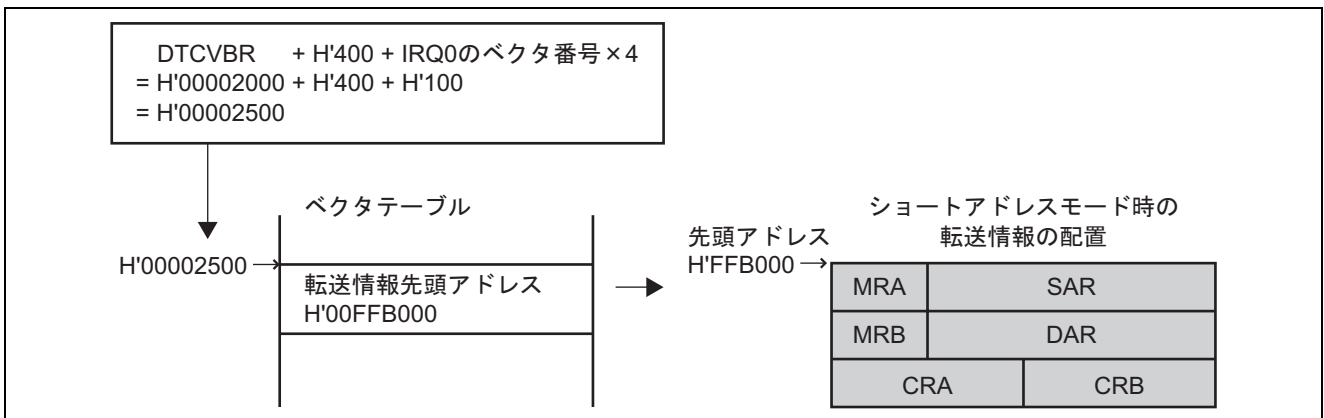 DTCVBR + H'400 + IRQ0のベクタ番号×4
= H'00002000 + H'400 + H'100
= H'00002500
ベクタテーブル
H'00002500→
転送情報先頭アドレス
H'00FFB000
ショートアドレスモード時の
転送情報の配置
先頭アドレス
H'FFB000→
MRA SAR
MRB DAR
CRA CRB